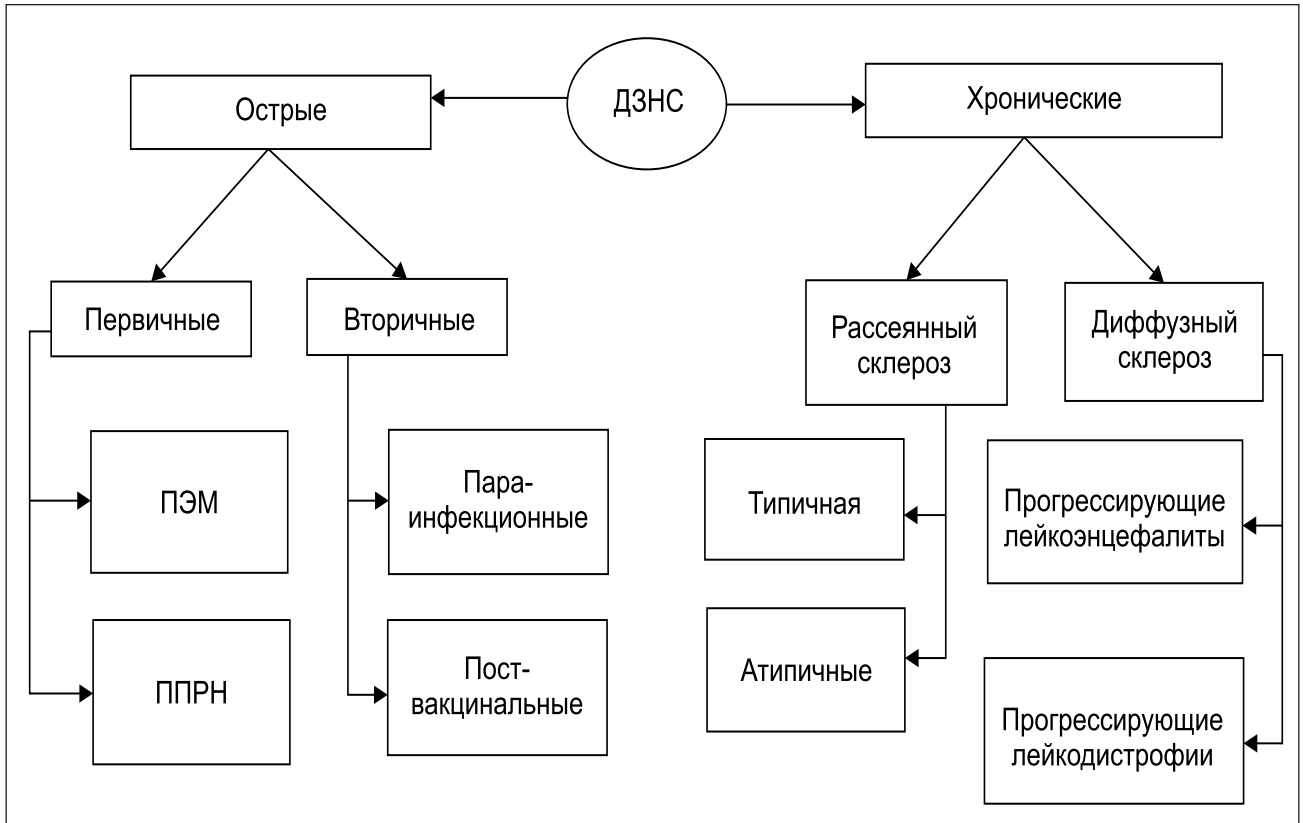 ДЗНС
Острые
Хронические
Первичные
Вторичные
Рассеянный
склероз
Диффузный
склероз
ПЭМ
Пара-
инфекционные
Типичная
Прогрессирующие
лейкоэнцефалиты
ППРН
Пост-
вакцинальные
Атипичные
Прогрессирующие
лейкодистрофии